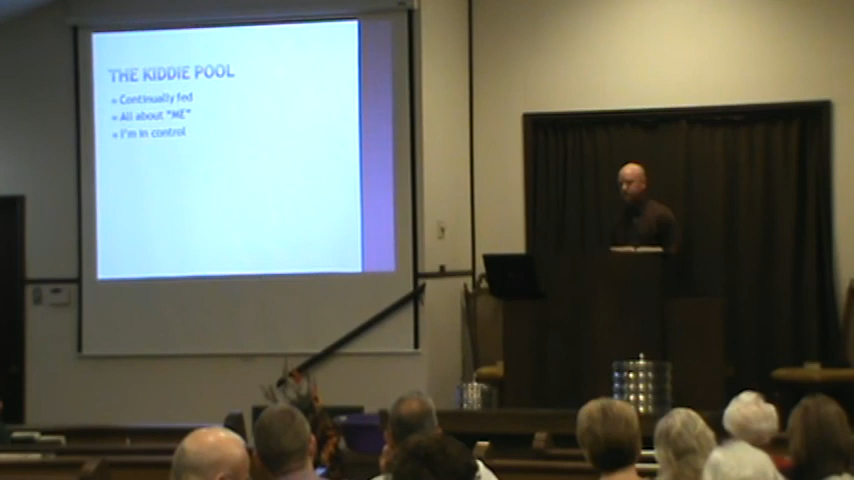 THE KIDDIE POOL
Continually fed
All about "ME"
I'm in control